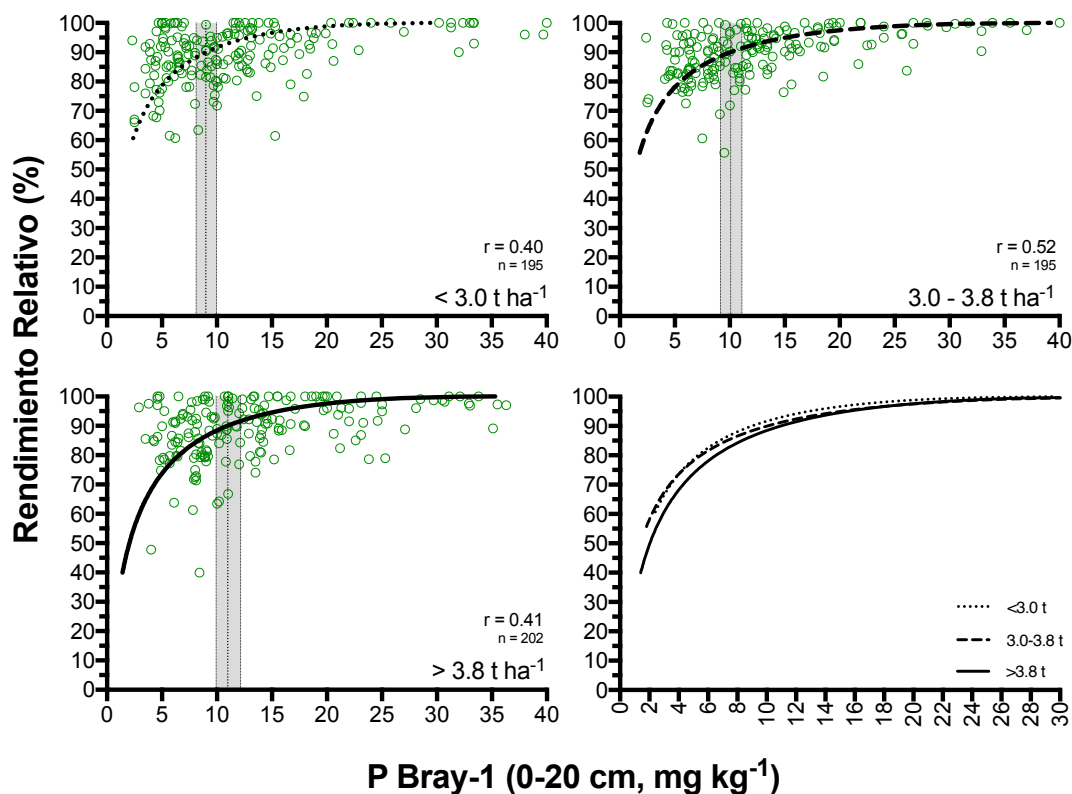 Rendimiento Relativo (%)
100
90
80
70
60
50
40
30
20
10
0
r = 0.40
n = 195
< 3.0 t ha⁻¹
0 5 10 15 20 25 30 35 40
100
90
80
70
60
50
40
30
20
10
0
r = 0.52
n = 195
3.0 - 3.8 t ha⁻¹
0 5 10 15 20 25 30 35 40
100
90
80
70
60
50
40
30
20
10
0
r = 0.41
n = 202
> 3.8 t ha⁻¹
0 5 10 15 20 25 30 35 40
100
90
80
70
60
50
40
30
20
10
0
<3.0 t
3.0-3.8 t
>3.8 t
0 2 4 6 8 10 12 14 16 18 20 22 24 26 28 30
P Bray-1 (0-20 cm, mg kg⁻¹)